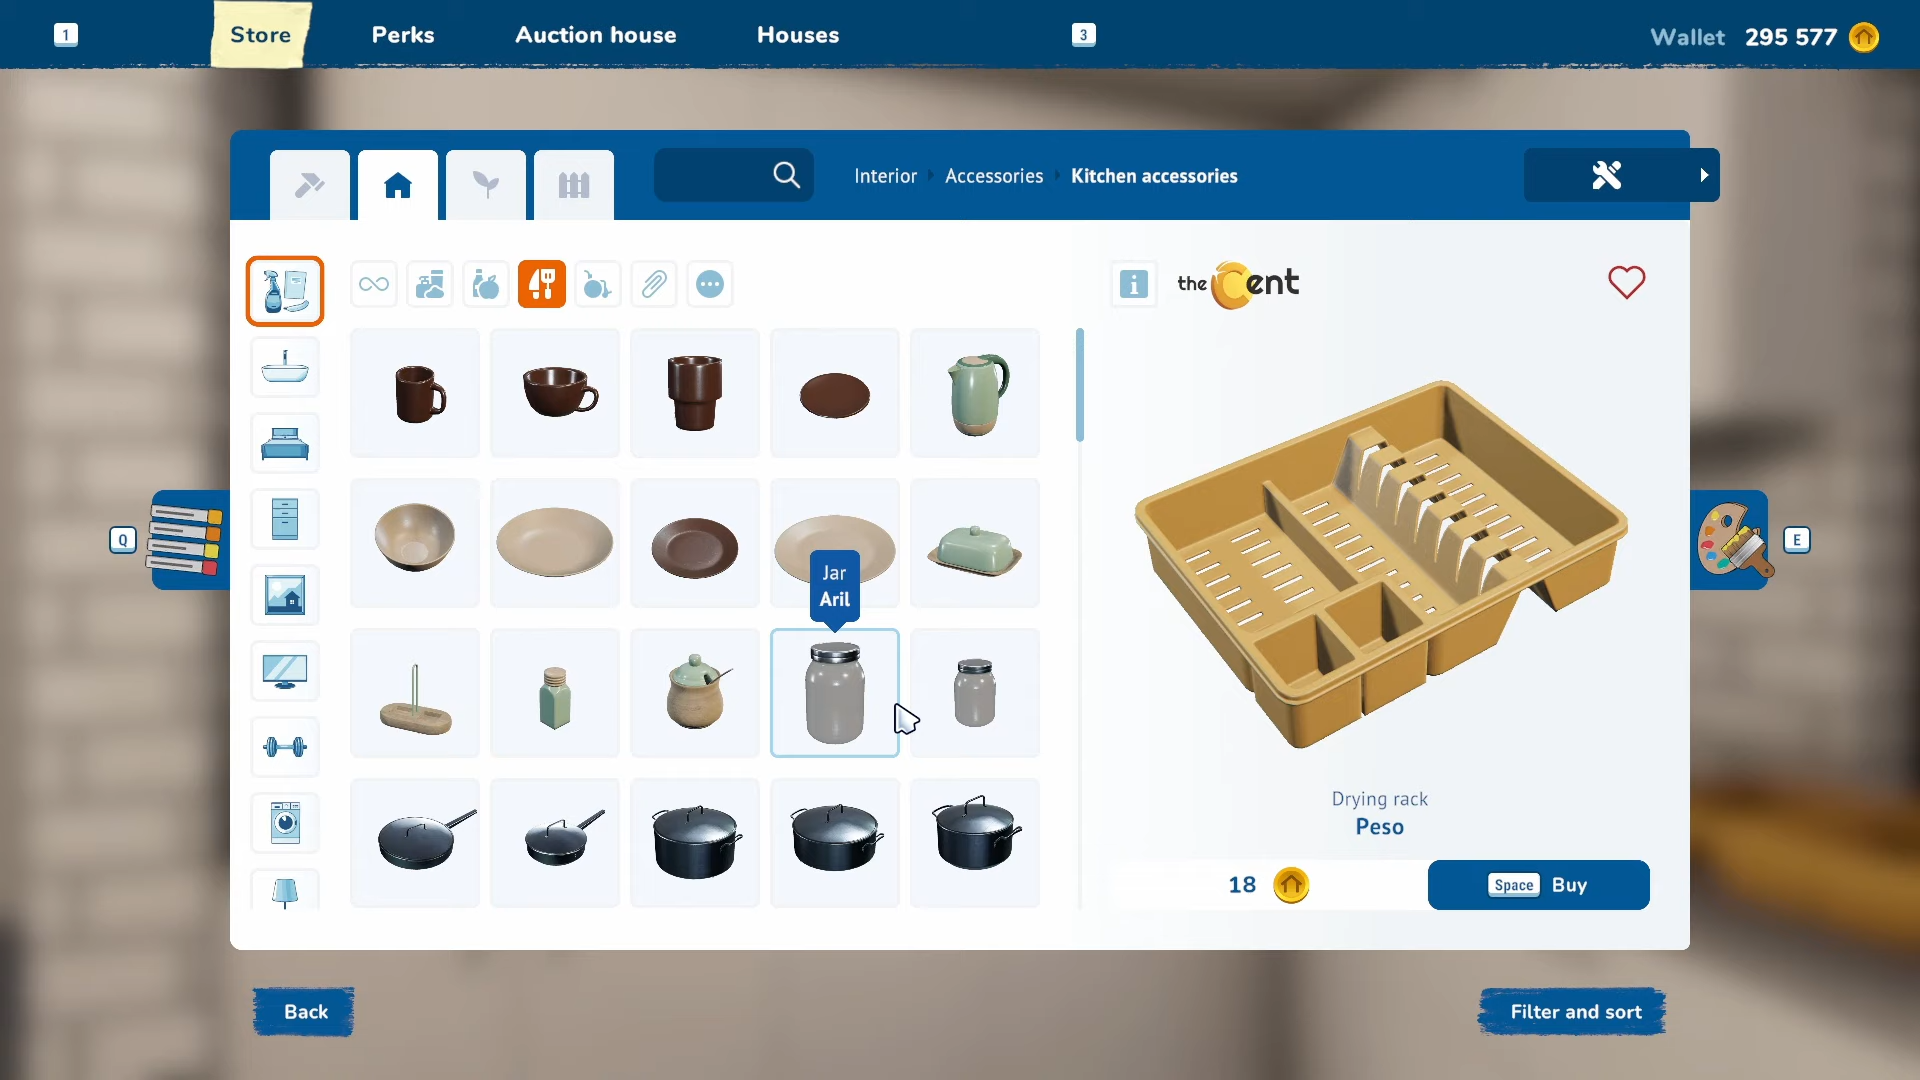 1
Store
Perks
Auction house
Houses
3
Wallet 295 577
Interior
Accessories
Kitchen accessories
i
the Cent
Jar
Aril
Q
E
Drying rack
Peso
18
Space Buy
Back
Filter and sort